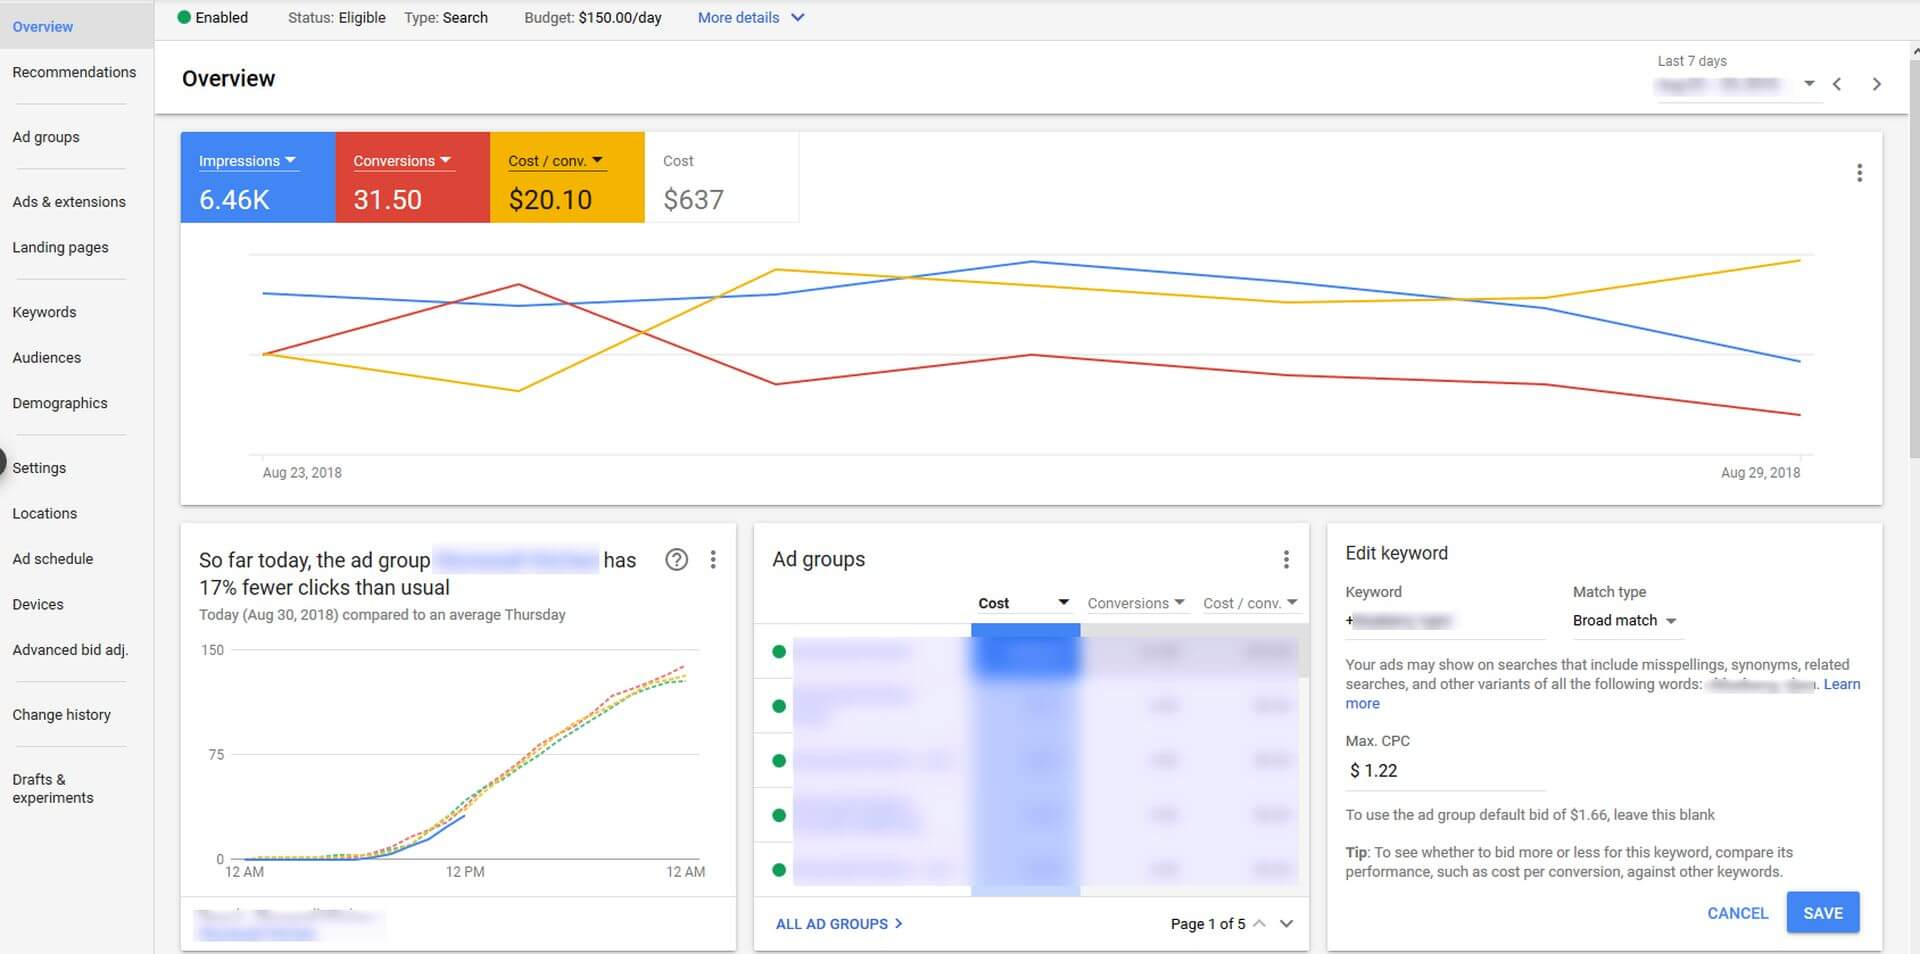 Overview
Recommendations
Ad groups
Ads & extensions
Landing pages
Keywords
Audiences
Demographics
Settings
Locations
Ad schedule
Devices
Advanced bid adj.
Change history
Drafts &
experiments
Enabled Status: Eligible Type: Search Budget: $150.00/day More details
Overview
Last 7 days
Impressions Conversions Cost / conv. Cost
6.46K 31.50 $20.10 $637
Aug 23, 2018 Aug 29, 2018
So far today, the ad group has
17% fewer clicks than usual
Today (Aug 30, 2018) compared to an average Thursday
150
75
0
12 AM 12 PM 12 AM
Ad groups
Cost Conversions Cost / conv.
ALL AD GROUPS Page 1 of 5
Edit keyword
Keyword Match type
+ Broad match
Your ads may show on searches that include misspellings, synonyms, related
searches, and other variants of all the following words: . Learn
more
Max. CPC
$ 1.22
To use the ad group default bid of $1.66, leave this blank
Tip: To see whether to bid more or less for this keyword, compare its
performance, such as cost per conversion, against other keywords.
CANCEL SAVE